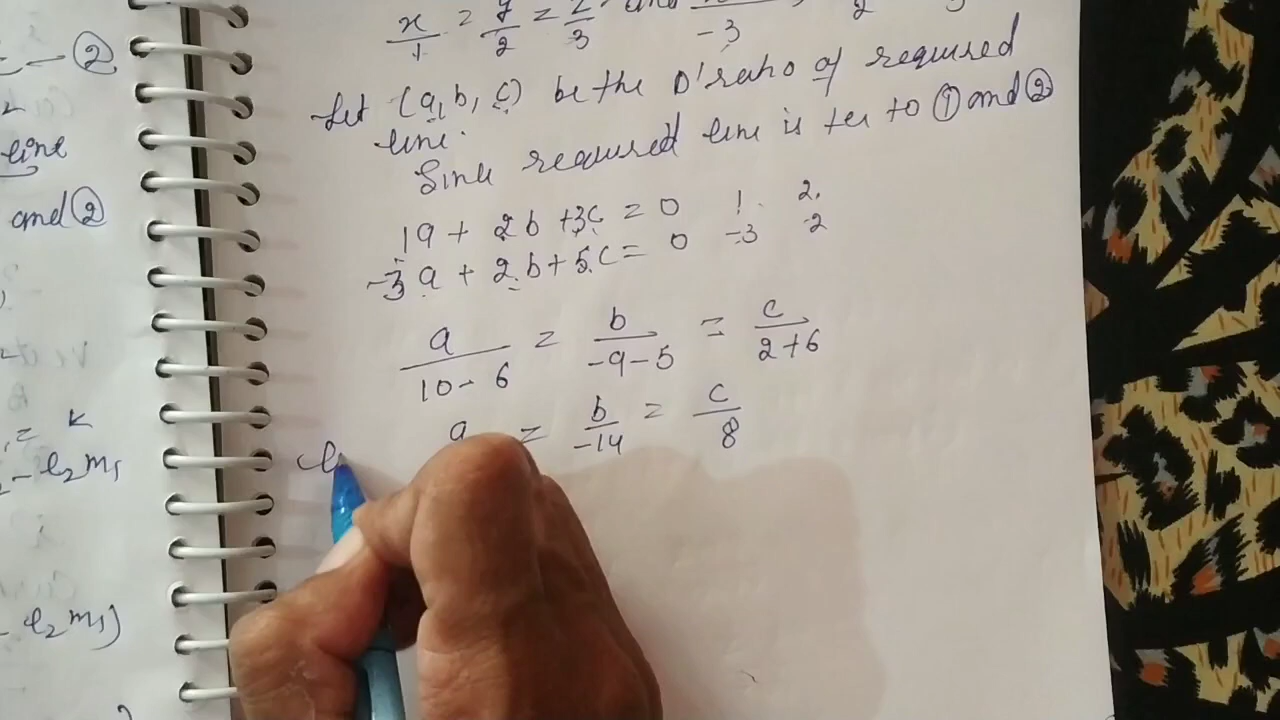 x/1 = y/2 = z/3 and -3 2
Let (a, b, c) be the D'ratio of required
line.
Sinu required line is ter to ① and ②
1a + 2b + 3c = 0 1 2
-3a + 2b + 5c = 0 -3 2
a/10-6 = b/-9-5 = c/2+6
a = b/-14 = c/8
②
line
and ②
= k
- l2m1
- l2m1)